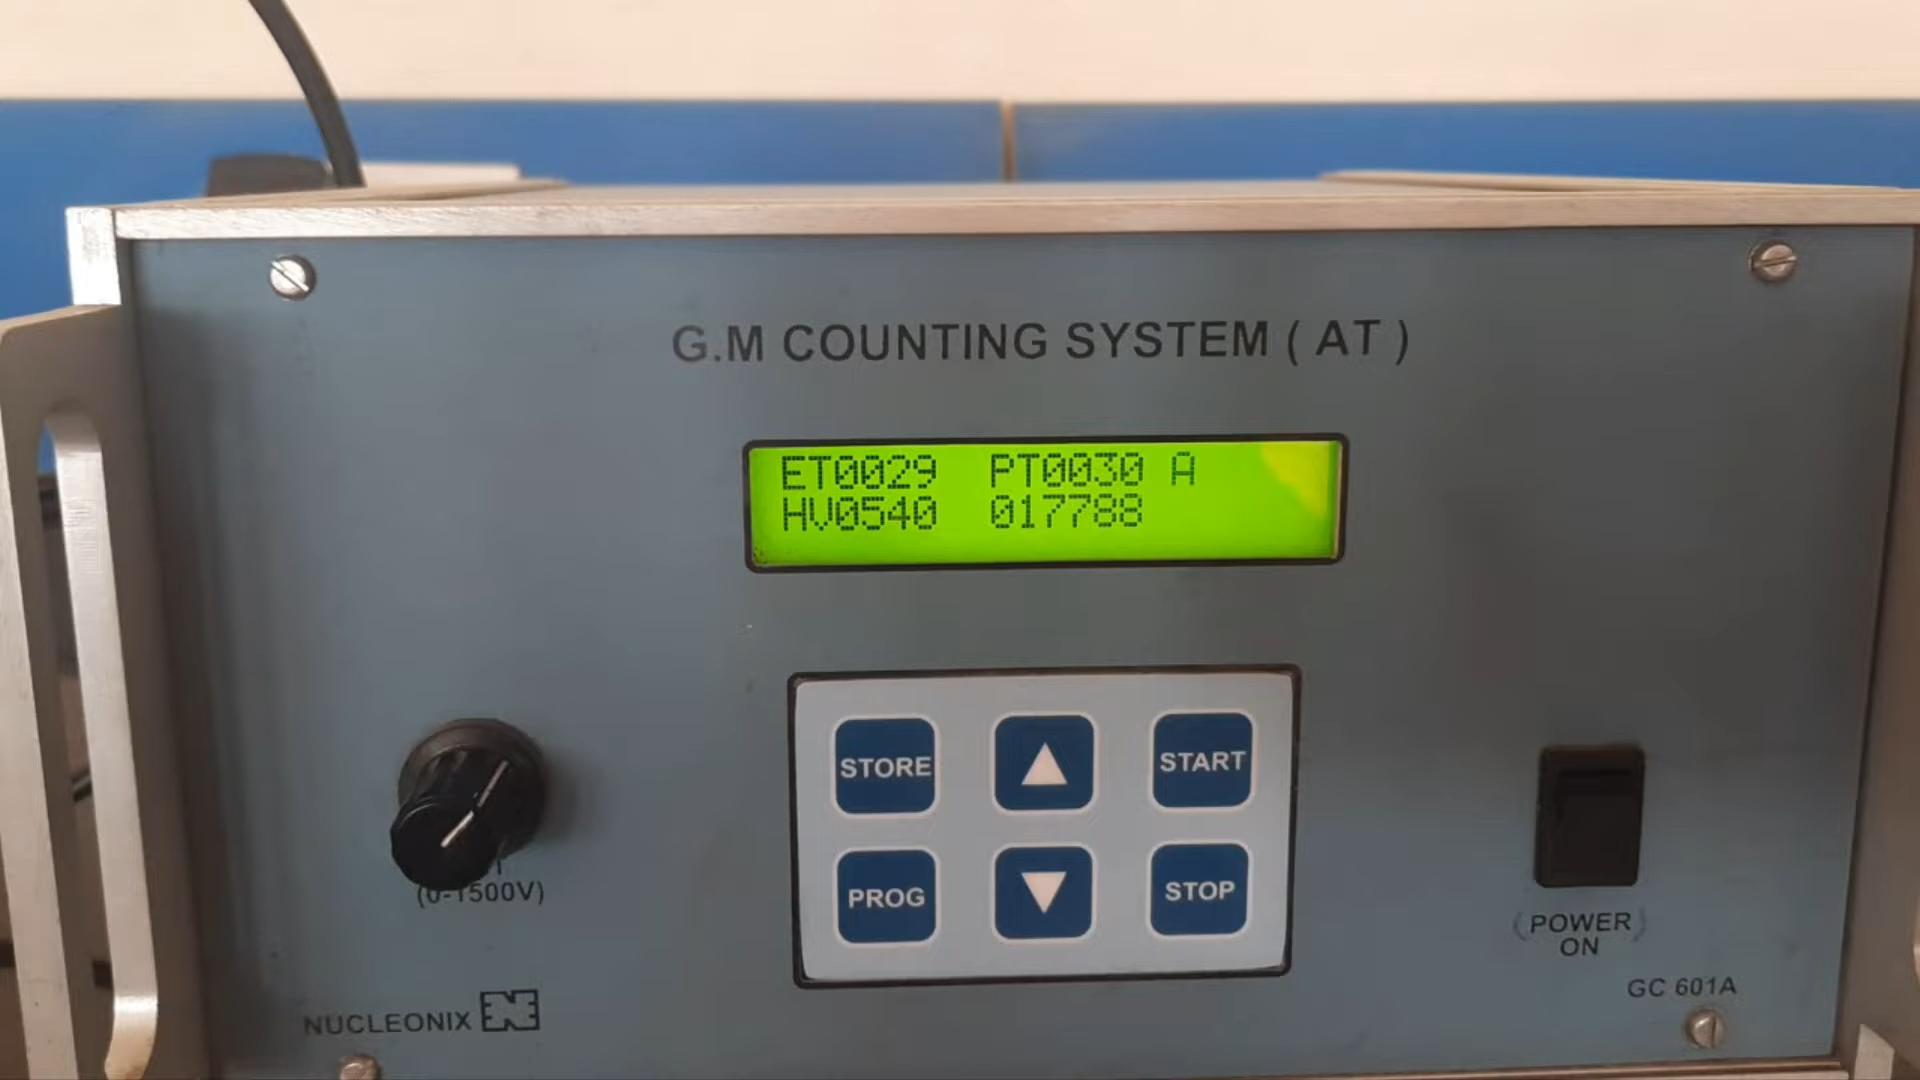 G.M COUNTING SYSTEM ( AT )
ET0029 PT0030 A
HV0540 017788
STORE
START
PROG
STOP
(0-1500V)
(POWER
ON
GC 601A
NUCLEONIX